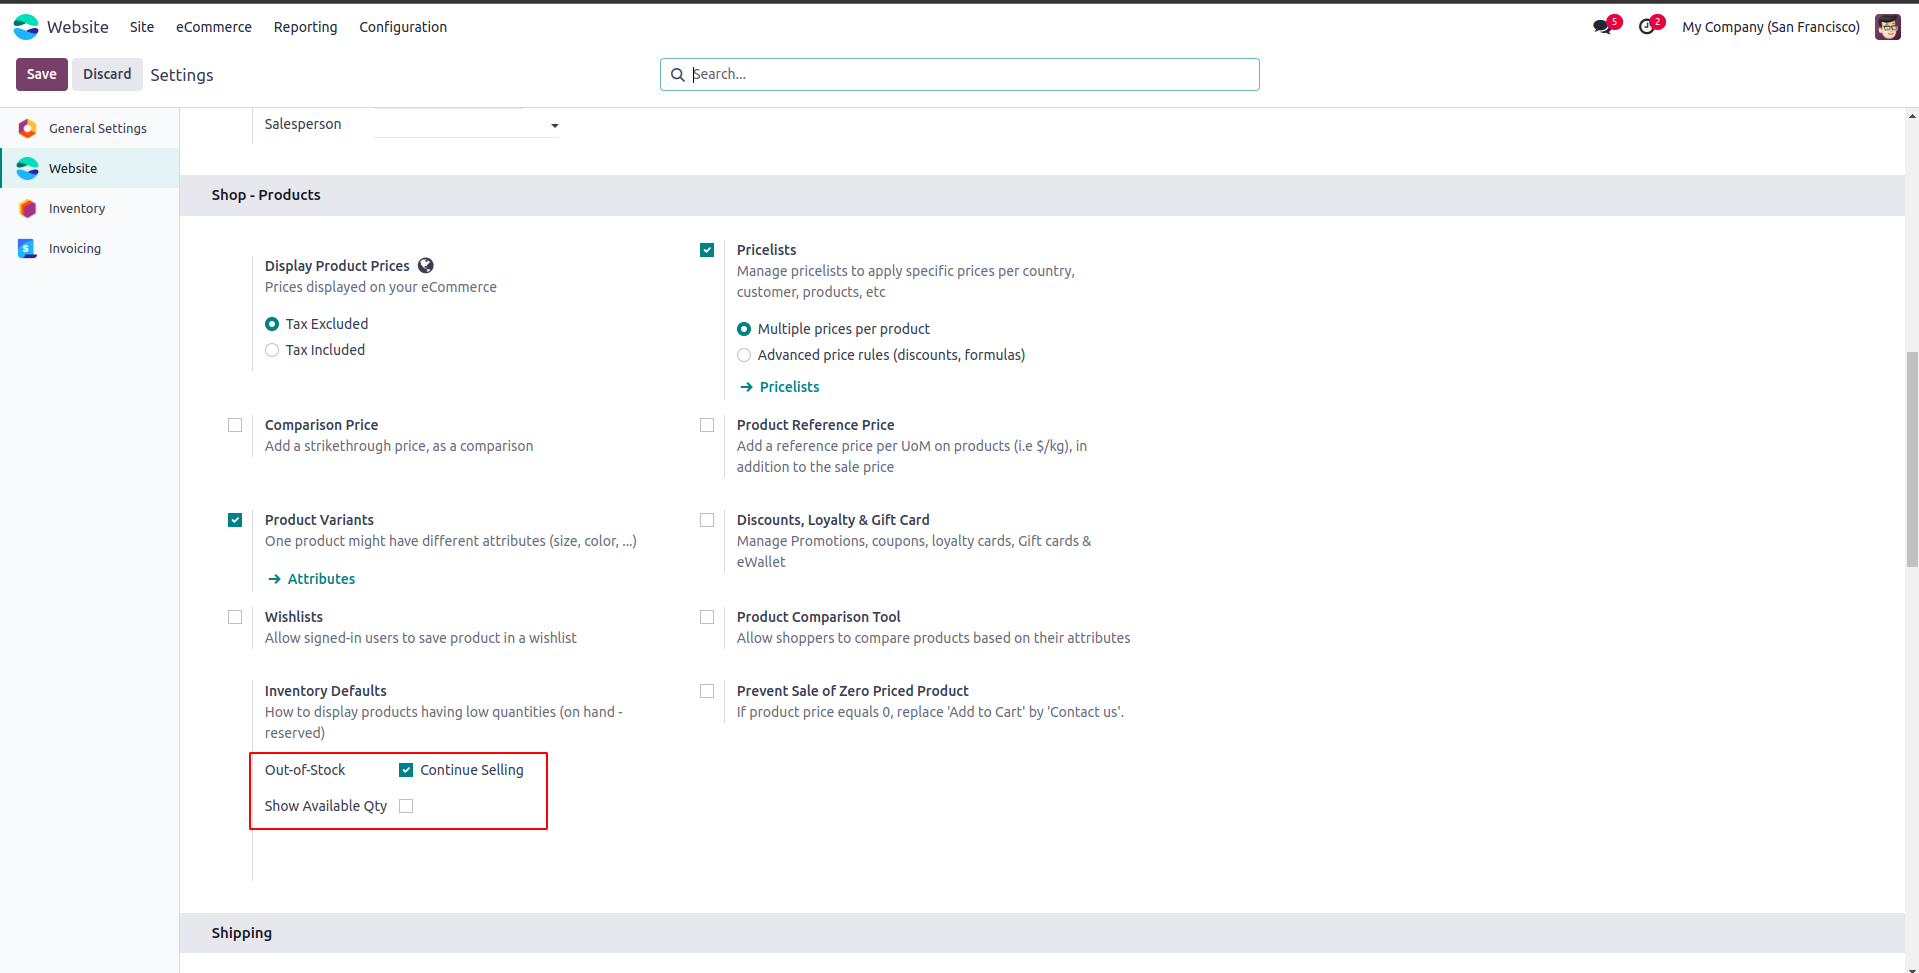 Website Site eCommerce Reporting Configuration 5 2 My Company (San Francisco)
Save Discard Settings Search...
General Settings
Website
Inventory
Invoicing
Salesperson
Shop - Products
Display Product Prices
Prices displayed on your eCommerce
Tax Excluded
Tax Included
Pricelists
Manage pricelists to apply specific prices per country,
customer, products, etc
Multiple prices per product
Advanced price rules (discounts, formulas)
→ Pricelists
Comparison Price
Add a strikethrough price, as a comparison
Product Reference Price
Add a reference price per UoM on products (i.e $/kg), in
addition to the sale price
Product Variants
One product might have different attributes (size, color, ...)
→ Attributes
Discounts, Loyalty & Gift Card
Manage Promotions, coupons, loyalty cards, Gift cards &
eWallet
Wishlists
Allow signed-in users to save product in a wishlist
Product Comparison Tool
Allow shoppers to compare products based on their attributes
Inventory Defaults
How to display products having low quantities (on hand -
reserved)
Out-of-Stock Continue Selling
Show Available Qty
Prevent Sale of Zero Priced Product
If product price equals 0, replace 'Add to Cart' by 'Contact us'.
Shipping